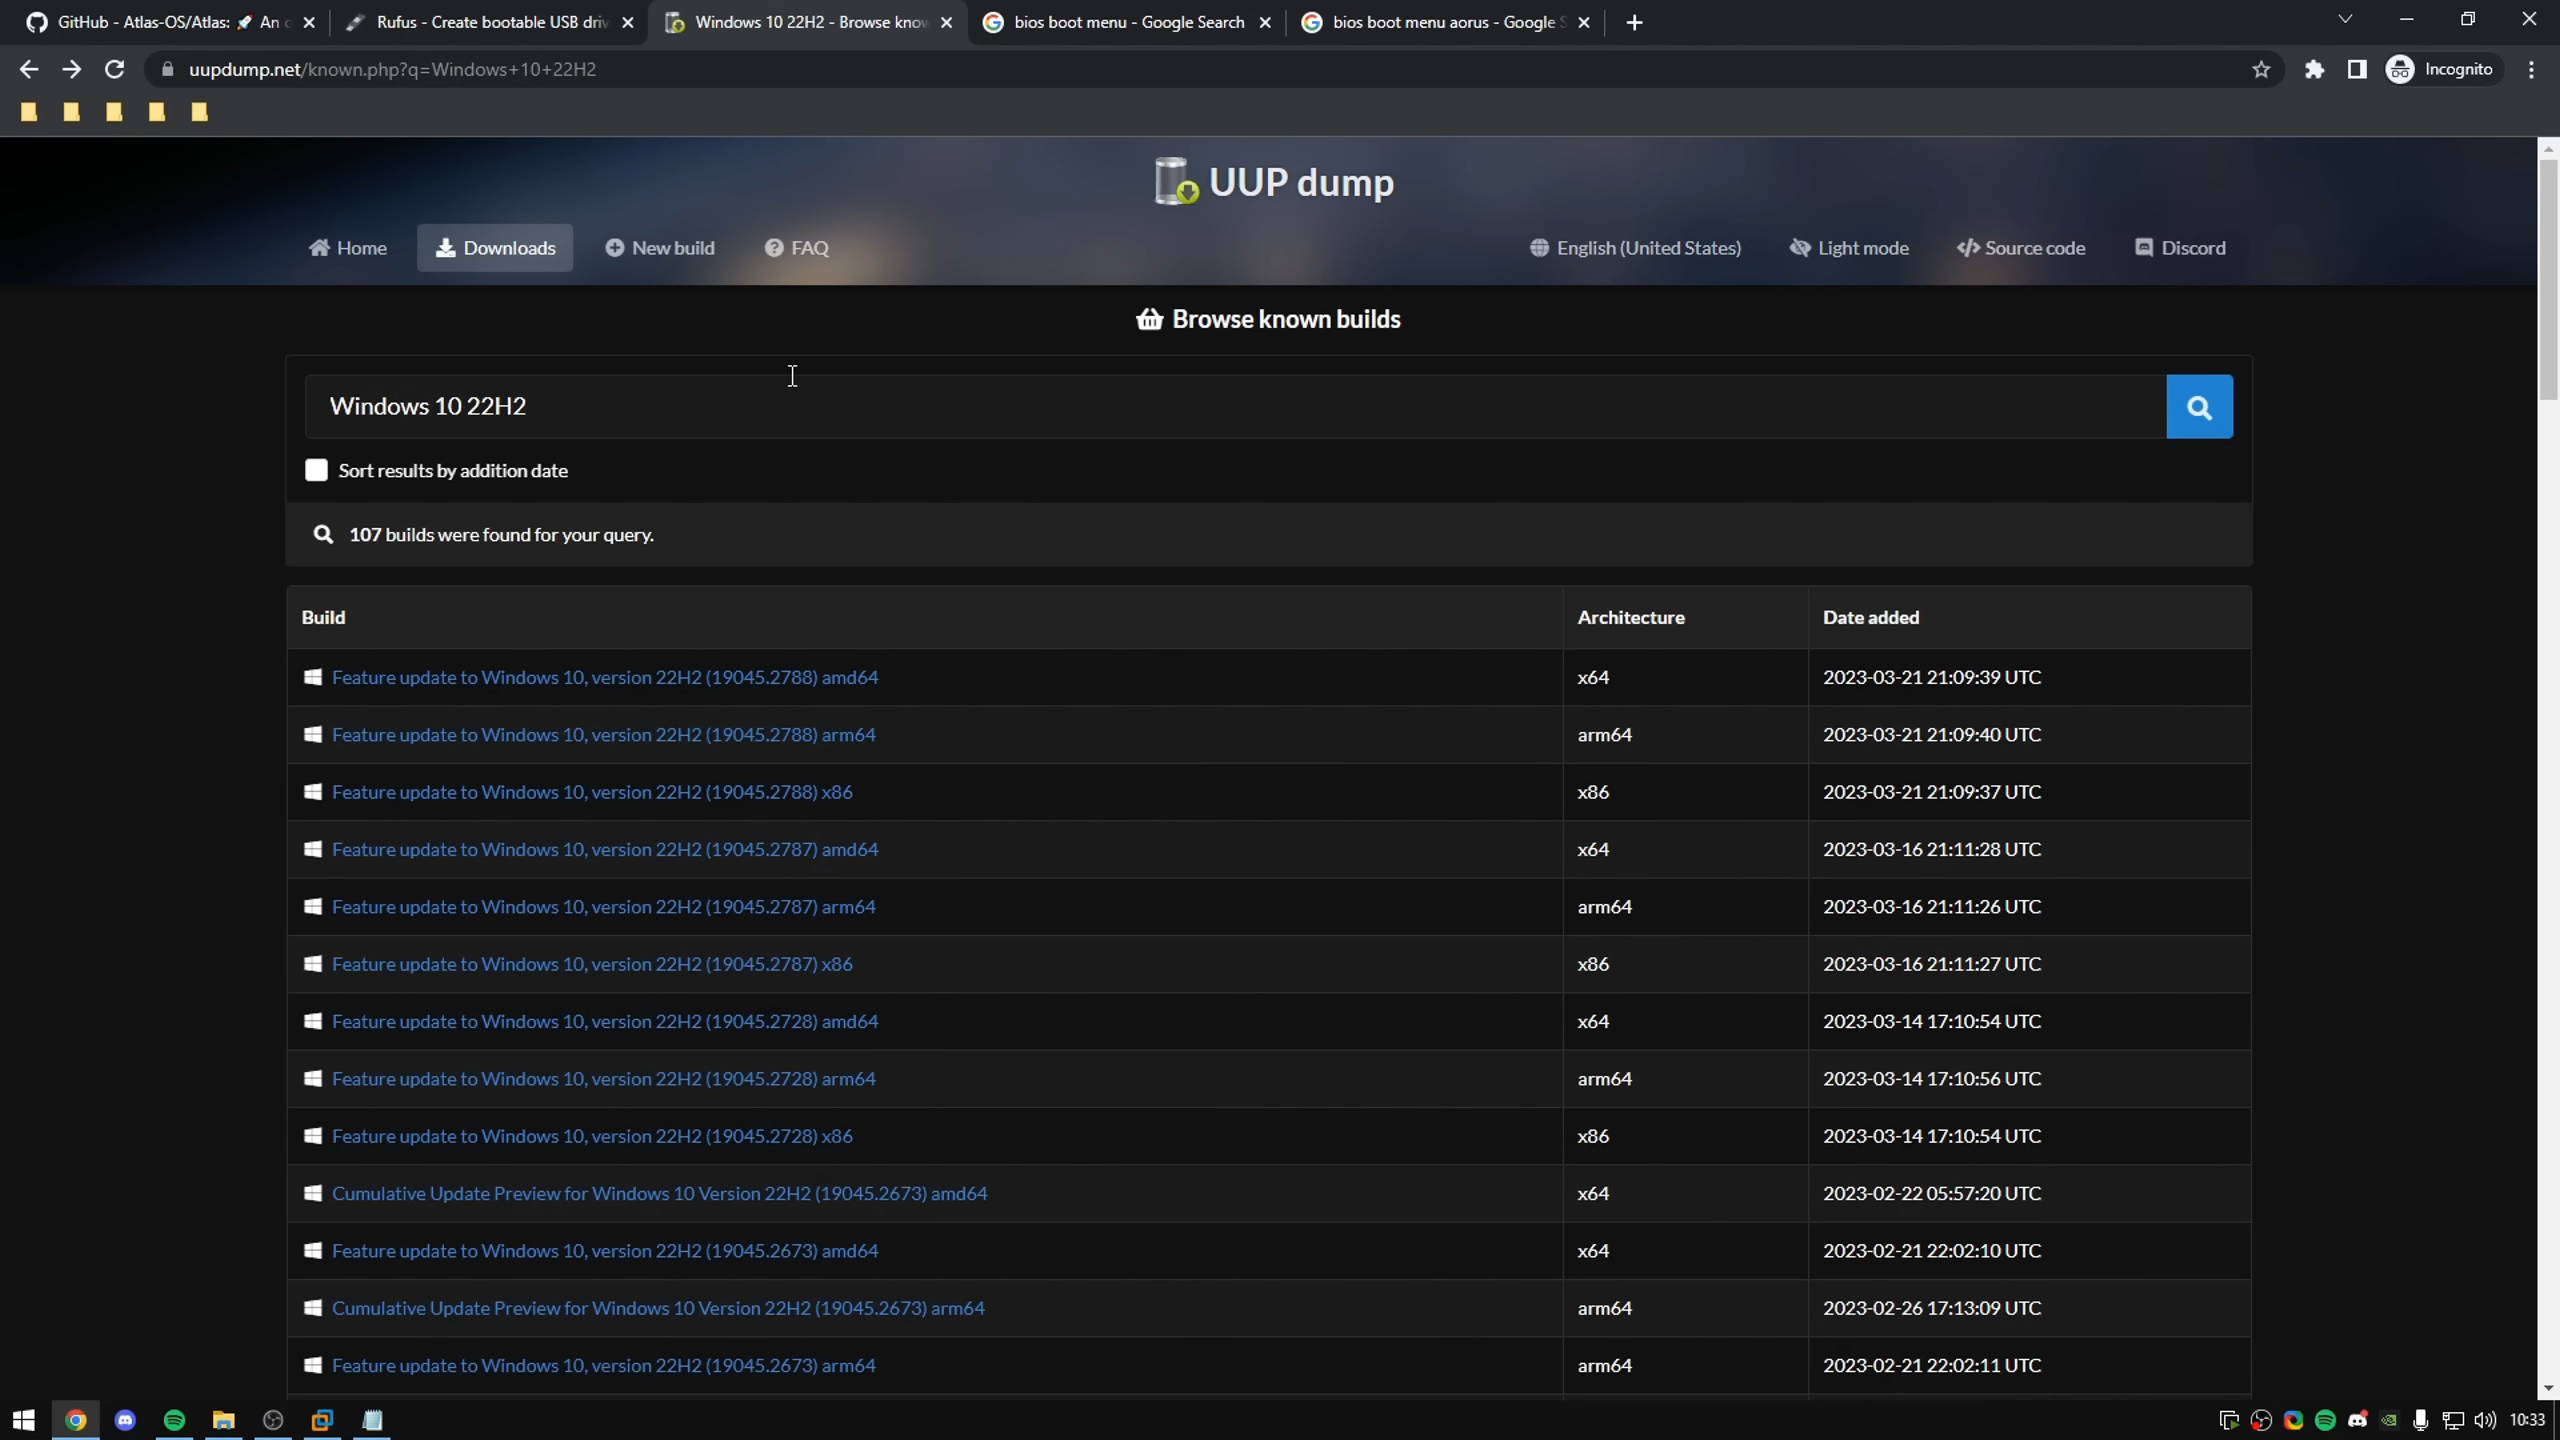 GitHub - Atlas-OS/Atlas: 🚀 An
Rufus - Create bootable USB
Windows 10 22H2 - Browse
bios boot menu - Google Search
bios boot menu aorus - Google
uupdump.net/known.php?q=Windows+10+22H2
Incognito
UUP dump
Home
Downloads
New build
FAQ
English (United States)
Light mode
Source code
Discord
Browse known builds
Windows 10 22H2
Sort results by addition date
107 builds were found for your query.
Build Architecture Date added
Feature update to Windows 10, version 22H2 (19045.2788) amd64 x64 2023-03-21 21:09:39 UTC
Feature update to Windows 10, version 22H2 (19045.2788) arm64 arm64 2023-03-21 21:09:40 UTC
Feature update to Windows 10, version 22H2 (19045.2788) x86 x86 2023-03-21 21:09:37 UTC
Feature update to Windows 10, version 22H2 (19045.2787) amd64 x64 2023-03-16 21:11:28 UTC
Feature update to Windows 10, version 22H2 (19045.2787) arm64 arm64 2023-03-16 21:11:26 UTC
Feature update to Windows 10, version 22H2 (19045.2787) x86 x86 2023-03-16 21:11:27 UTC
Feature update to Windows 10, version 22H2 (19045.2728) amd64 x64 2023-03-14 17:10:54 UTC
Feature update to Windows 10, version 22H2 (19045.2728) arm64 arm64 2023-03-14 17:10:56 UTC
Feature update to Windows 10, version 22H2 (19045.2728) x86 x86 2023-03-14 17:10:54 UTC
Cumulative Update Preview for Windows 10 Version 22H2 (19045.2673) amd64 x64 2023-02-22 05:57:20 UTC
Feature update to Windows 10, version 22H2 (19045.2673) amd64 x64 2023-02-21 22:02:10 UTC
Cumulative Update Preview for Windows 10 Version 22H2 (19045.2673) arm64 arm64 2023-02-26 17:13:09 UTC
Feature update to Windows 10, version 22H2 (19045.2673) arm64 arm64 2023-02-21 22:02:11 UTC
10:33